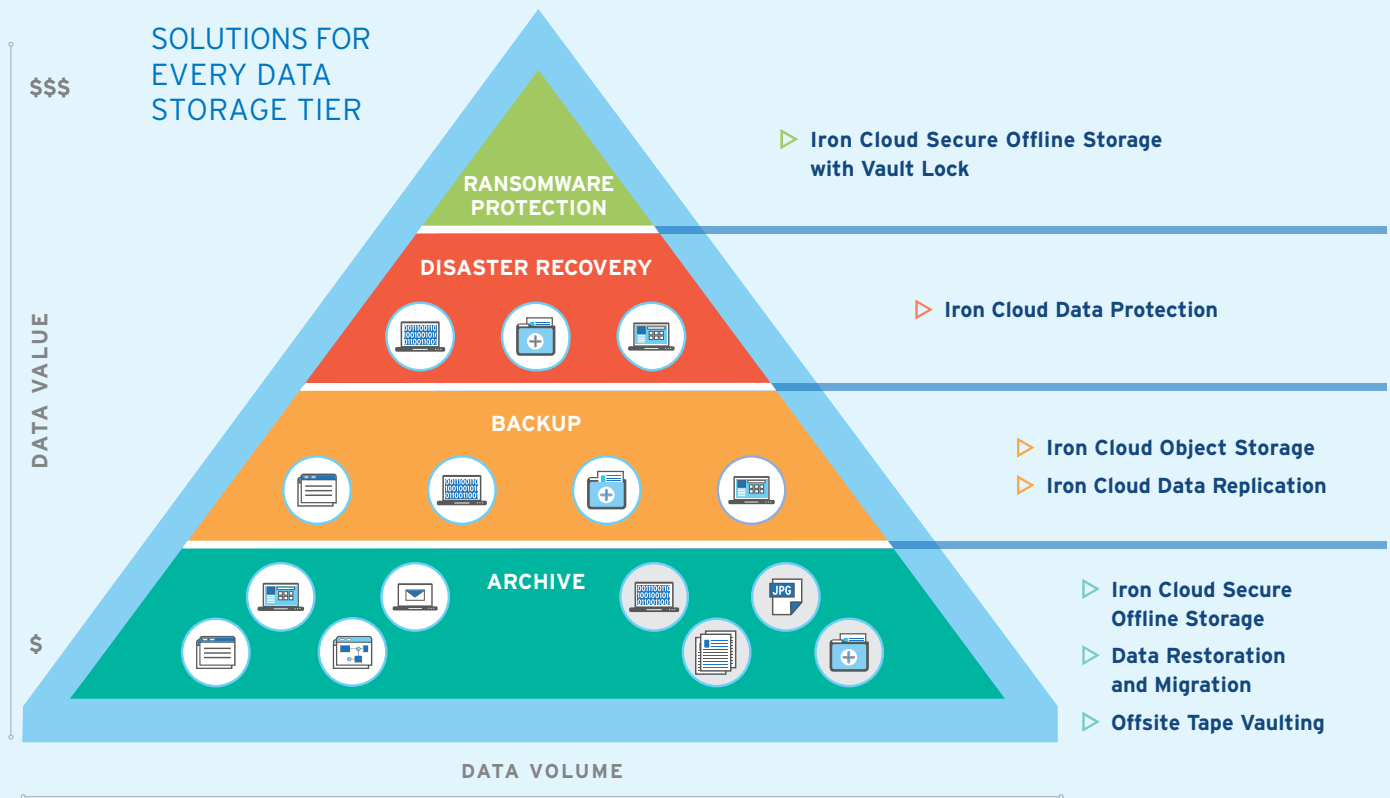 SOLUTIONS FOR
EVERY DATA
STORAGE TIER
$$$
DATA VALUE
$
RANSOMWARE
PROTECTION
DISASTER RECOVERY
BACKUP
ARCHIVE
JPG
Iron Cloud Secure Offline Storage
with Vault Lock
Iron Cloud Data Protection
Iron Cloud Object Storage
Iron Cloud Data Replication
Iron Cloud Secure
Offline Storage
Data Restoration
and Migration
Offsite Tape Vaulting
DATA VOLUME